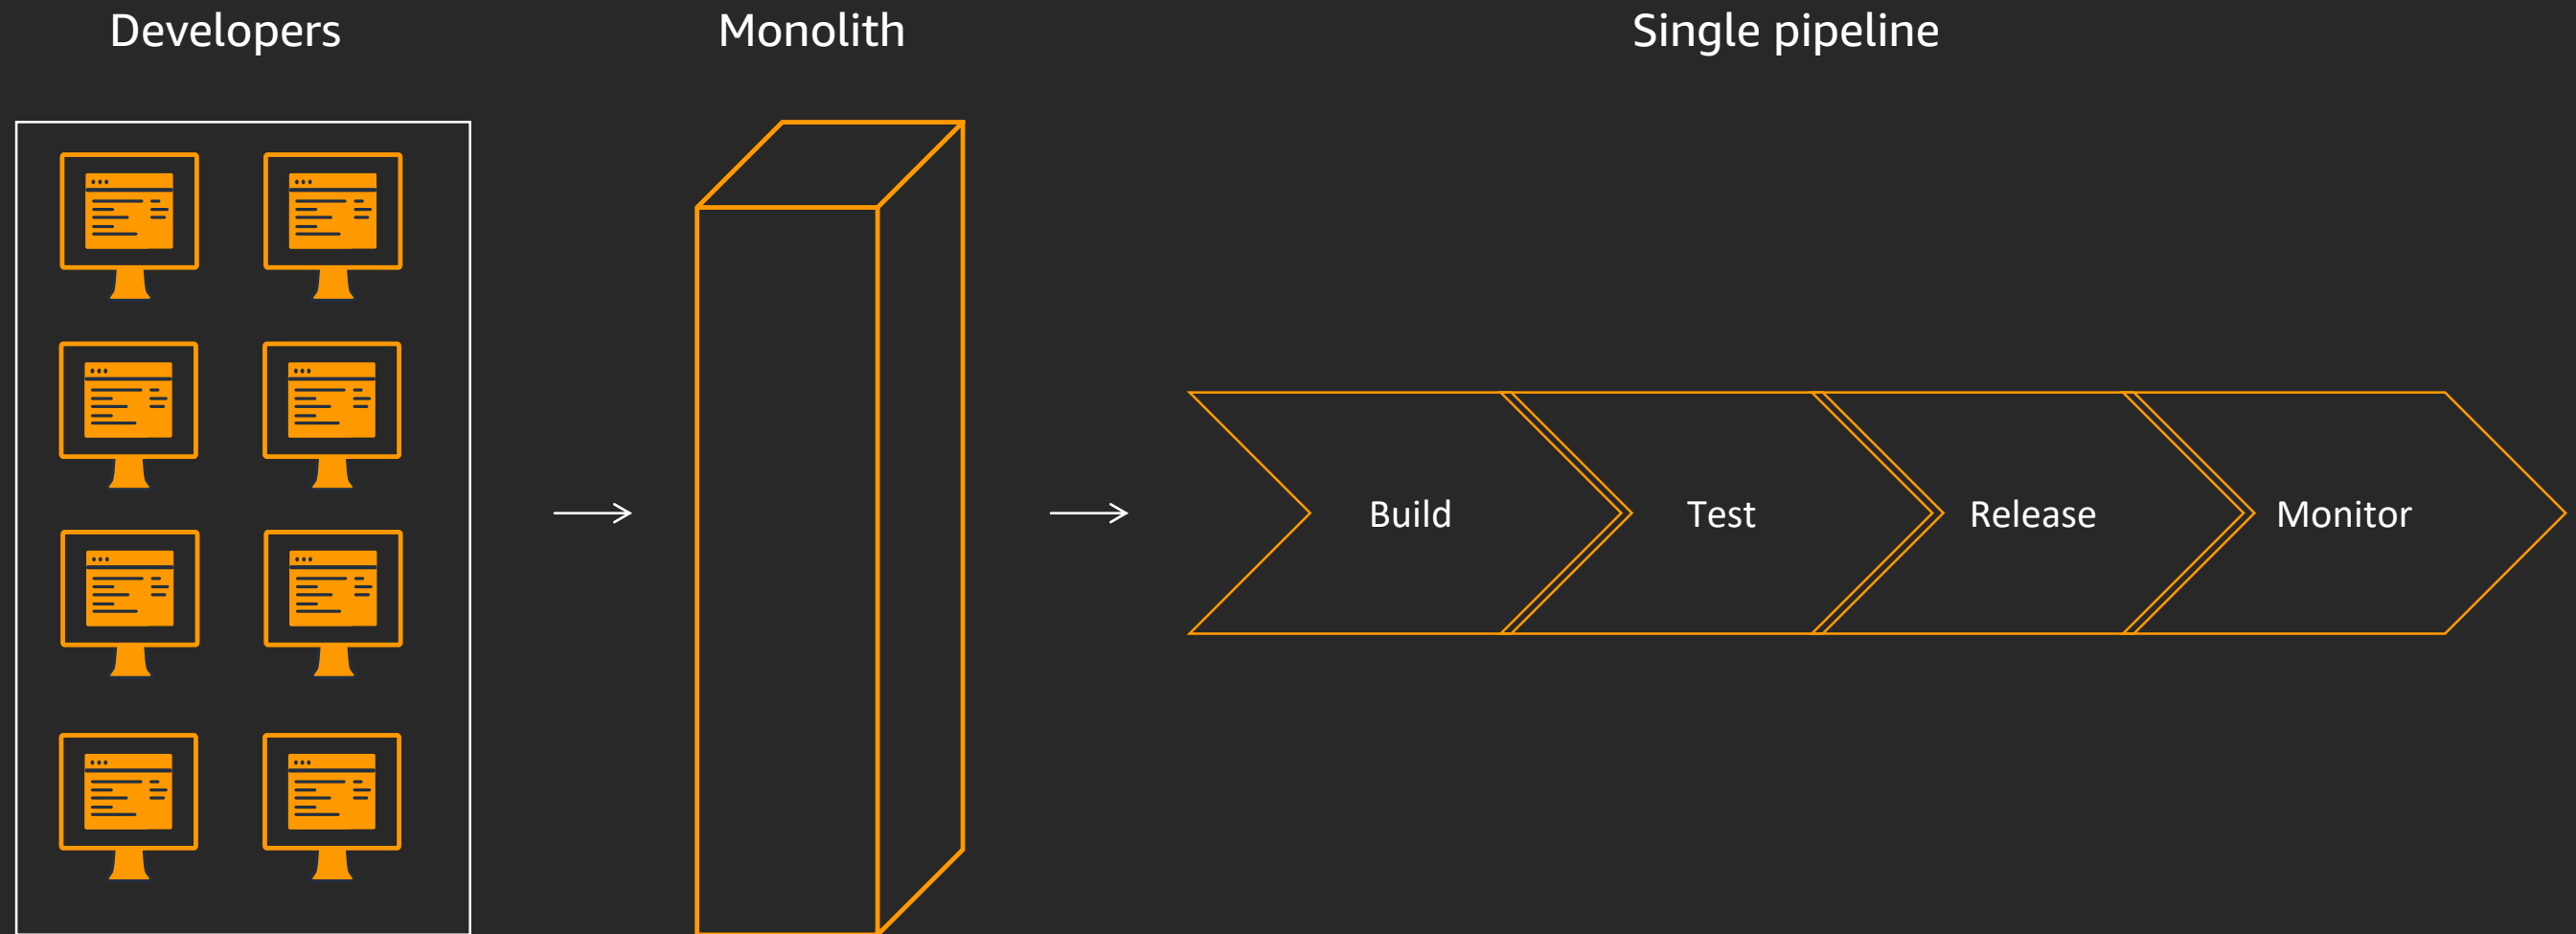 Developers
Monolith
Single pipeline
Build
Test
Release
Monitor